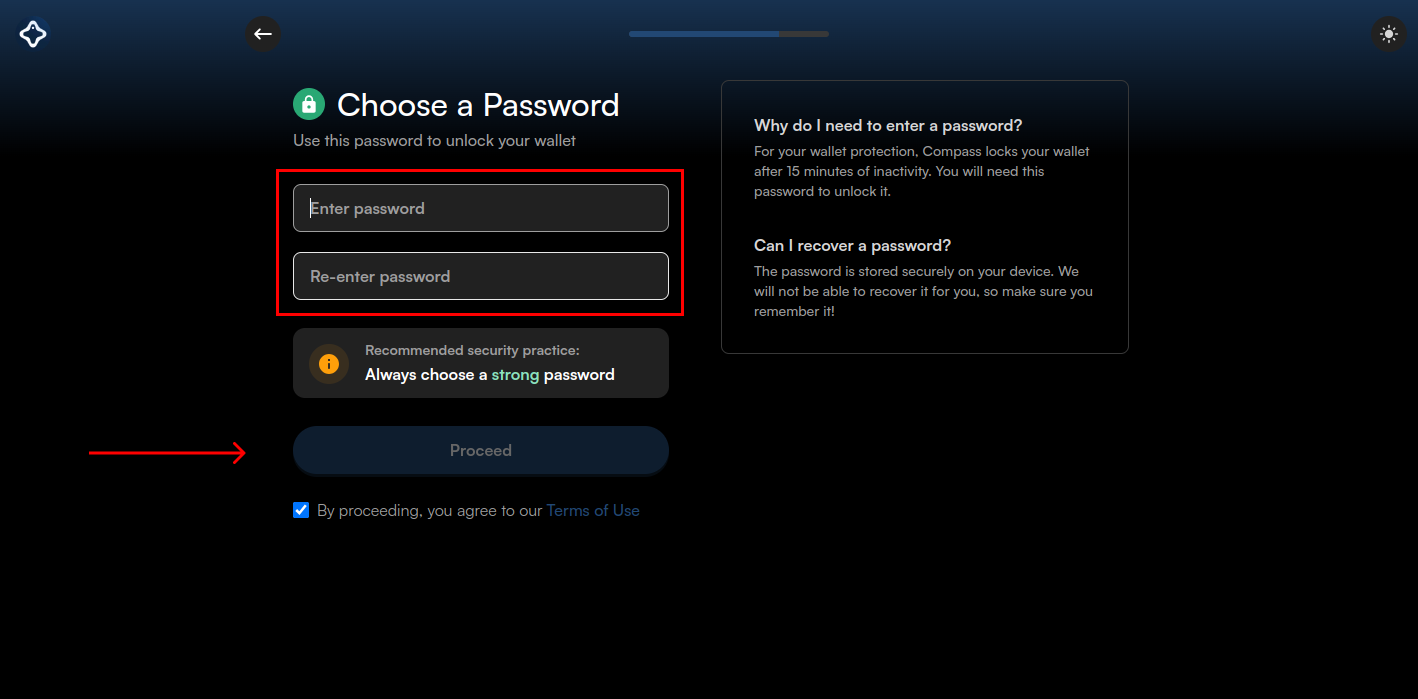 Choose a Password
Use this password to unlock your wallet
Enter password
Re-enter password
Recommended security practice:
Always choose a strong password
Proceed
By proceeding, you agree to our Terms of Use
Why do I need to enter a password?
For your wallet protection, Compass locks your wallet
after 15 minutes of inactivity. You will need this
password to unlock it.
Can I recover a password?
The password is stored securely on your device. We
will not be able to recover it for you, so make sure you
remember it!